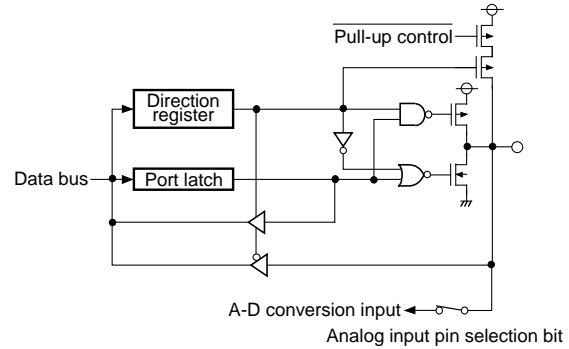 Pull-up control
Direction
register
Data bus
Port latch
A-D conversion input
Analog input pin selection bit